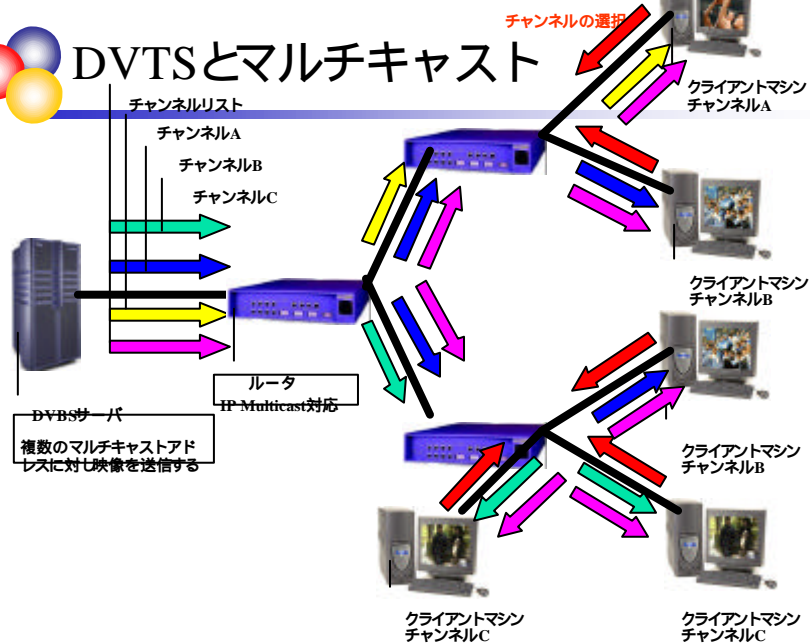 チャンネルの選択
DVTSとマルチキャスト
チャンネルリスト
チャンネルA
チャンネルB
チャンネルC
クライアントマシン
チャンネルA
クライアントマシン
チャンネルB
ルータ
IP Multicast対応
DVBSサーバ
複数のマルチキャストアド
レスに対し映像を送信する
クライアントマシン
チャンネルB
クライアントマシン
チャンネルC
クライアントマシン
チャンネルC